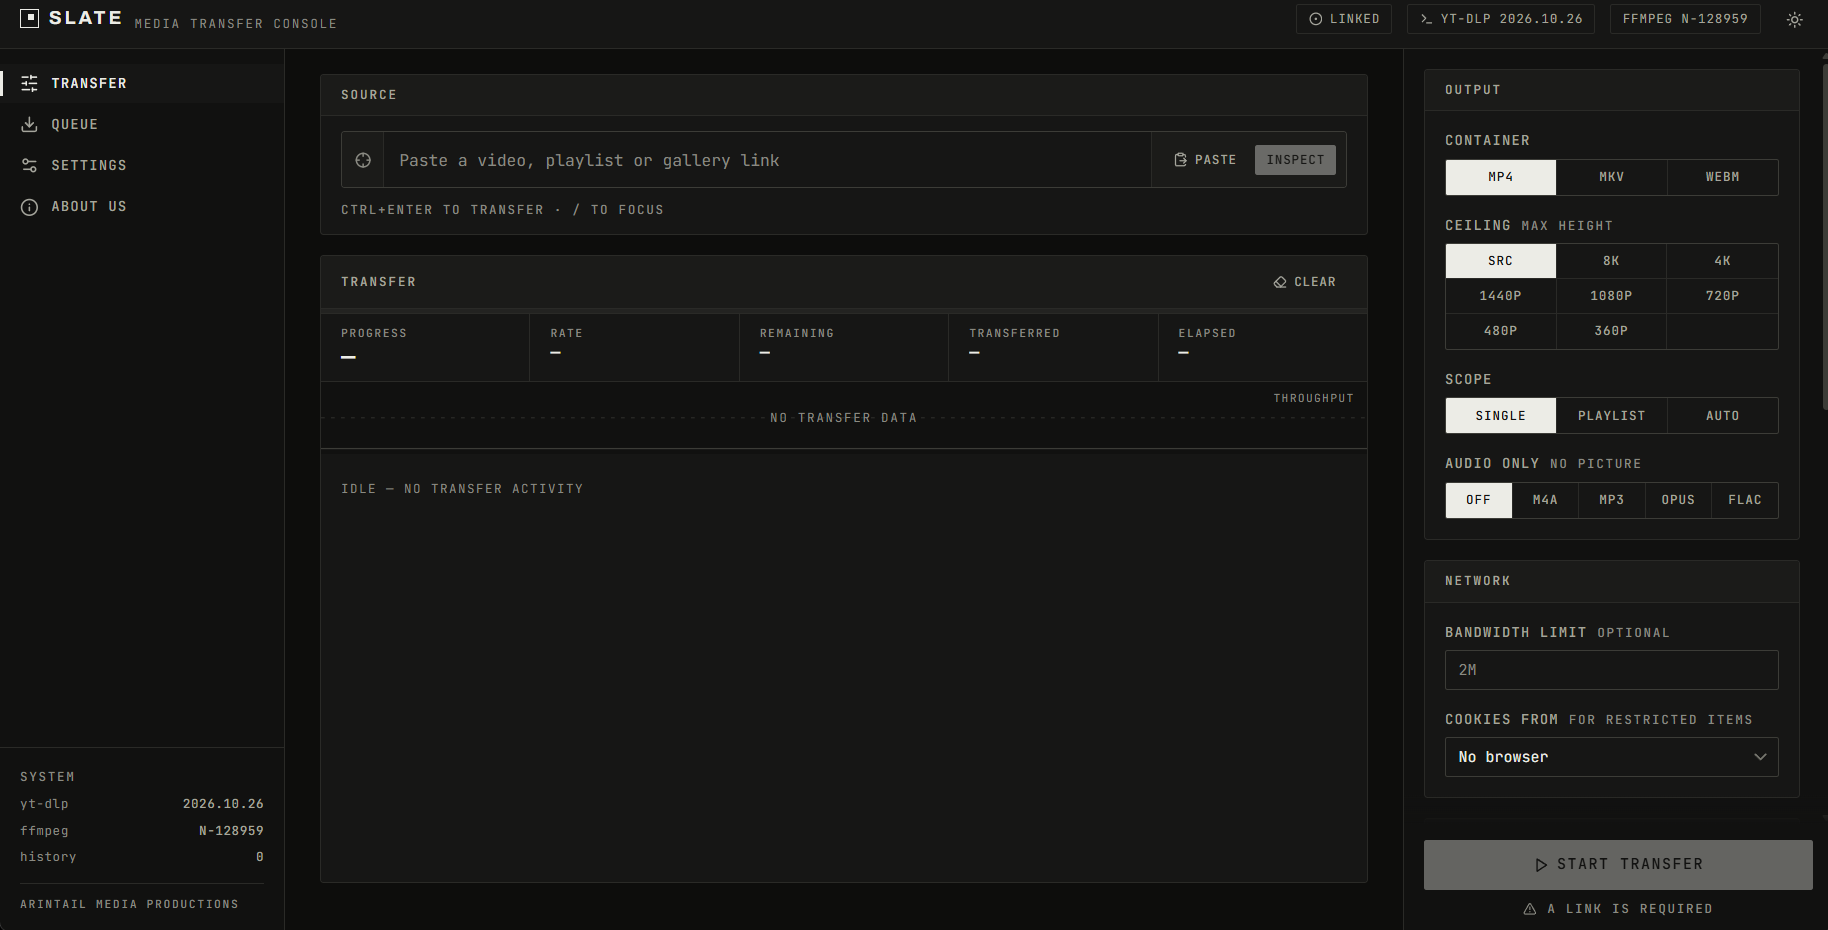 SLATE MEDIA TRANSFER CONSOLE
LINKED
YT-DLP 2026.10.26
FFMPEG N-128959
TRANSFER
QUEUE
SETTINGS
ABOUT US
SYSTEM
yt-dlp 2026.10.26
ffmpeg N-128959
history 0
ARINTAIL MEDIA PRODUCTIONS
SOURCE
Paste a video, playlist or gallery link
PASTE
INSPECT
CTRL+ENTER TO TRANSFER · / TO FOCUS
TRANSFER
CLEAR
PROGRESS RATE REMAINING TRANSFERRED ELAPSED
— — — — —
THROUGHPUT
NO TRANSFER DATA
IDLE — NO TRANSFER ACTIVITY
OUTPUT
CONTAINER
MP4 MKV WEBM
CEILING MAX HEIGHT
SRC 8K 4K
1440P 1080P 720P
480P 360P
SCOPE
SINGLE PLAYLIST AUTO
AUDIO ONLY NO PICTURE
OFF M4A MP3 OPUS FLAC
NETWORK
BANDWIDTH LIMIT OPTIONAL
2M
COOKIES FROM FOR RESTRICTED ITEMS
No browser
START TRANSFER
A LINK IS REQUIRED